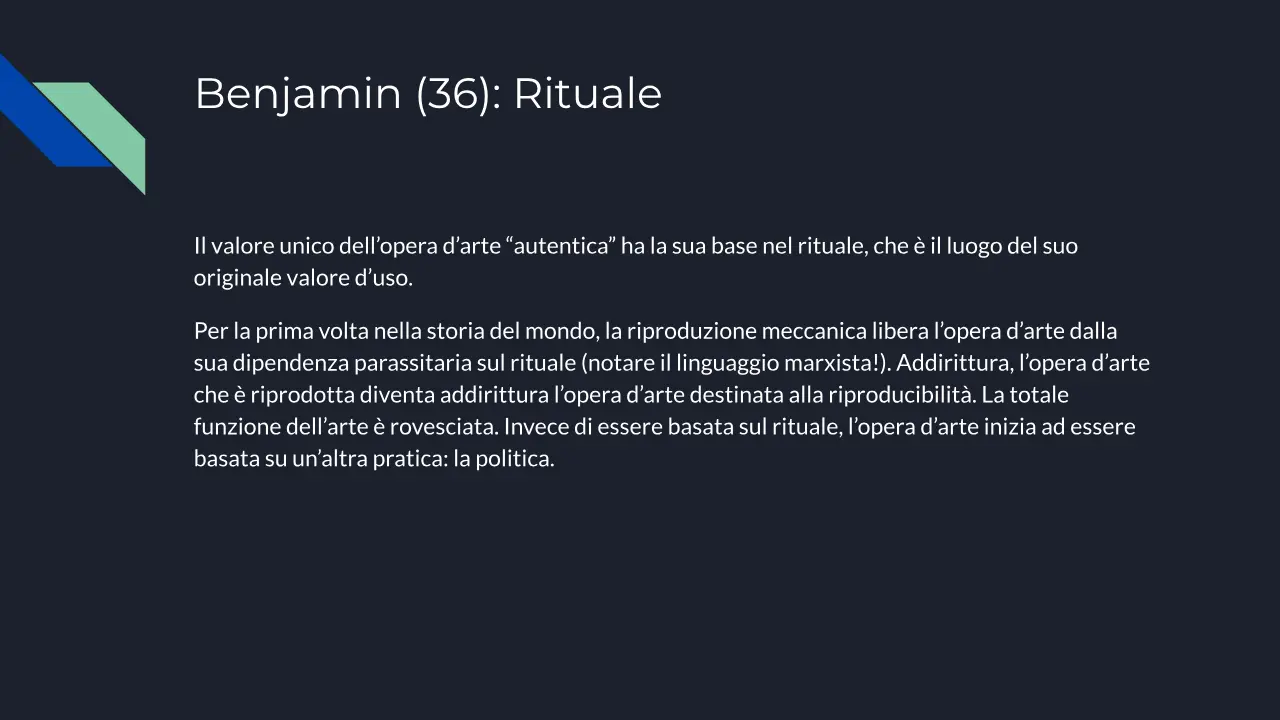 Benjamin (36): Rituale
Il valore unico dell’opera d’arte “autentica” ha la sua base nel rituale, che è il luogo del suo
originale valore d’uso.
Per la prima volta nella storia del mondo, la riproduzione meccanica libera l’opera d’arte dalla
sua dipendenza parassitaria sul rituale (notare il linguaggio marxista!). Addirittura, l’opera d’arte
che è riprodotta diventa addirittura l’opera d’arte destinata alla riproducibilità. La totale
funzione dell’arte è rovesciata. Invece di essere basata sul rituale, l’opera d’arte inizia ad essere
basata su un’altra pratica: la politica.